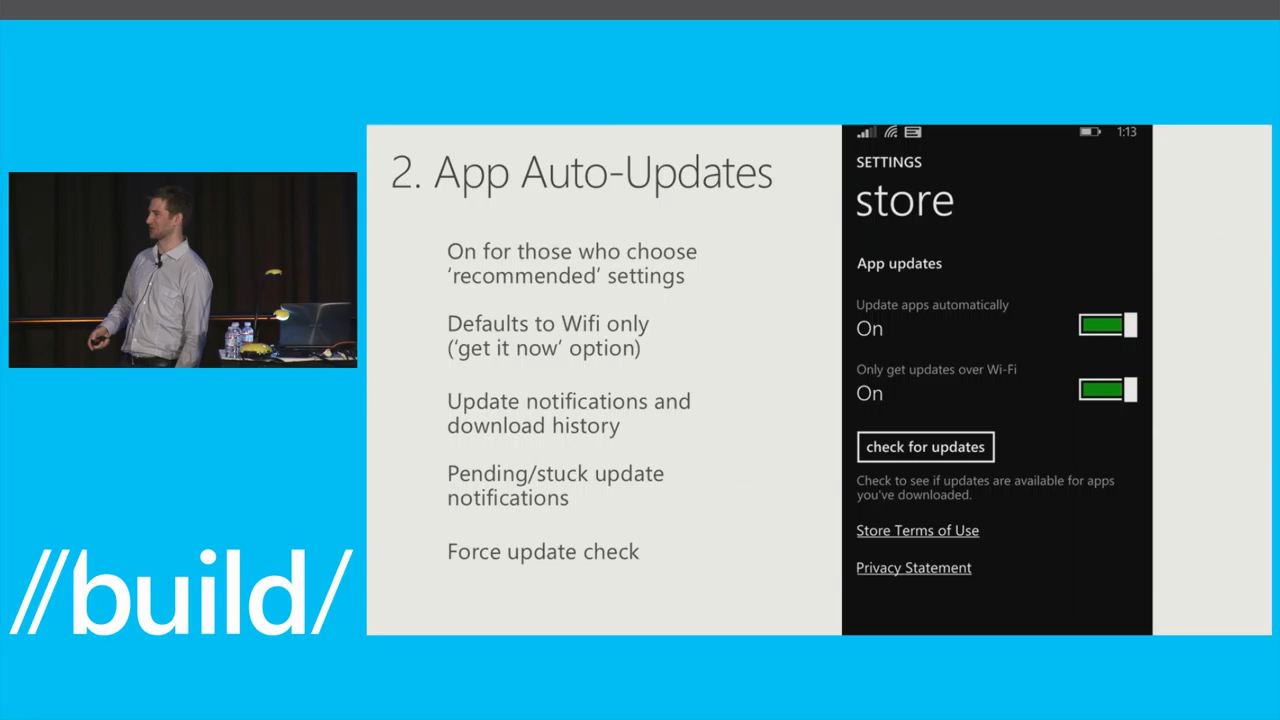 2. App Auto-Updates
On for those who choose
‘recommended’ settings
Defaults to Wifi only
(‘get it now’ option)
Update notifications and
download history
Pending/stuck update
notifications
Force update check
1:13
SETTINGS
store
App updates
Update apps automatically
On
Only get updates over Wi-Fi
On
check for updates
Check to see if updates are available for apps
you've downloaded.
Store Terms of Use
Privacy Statement
//build/